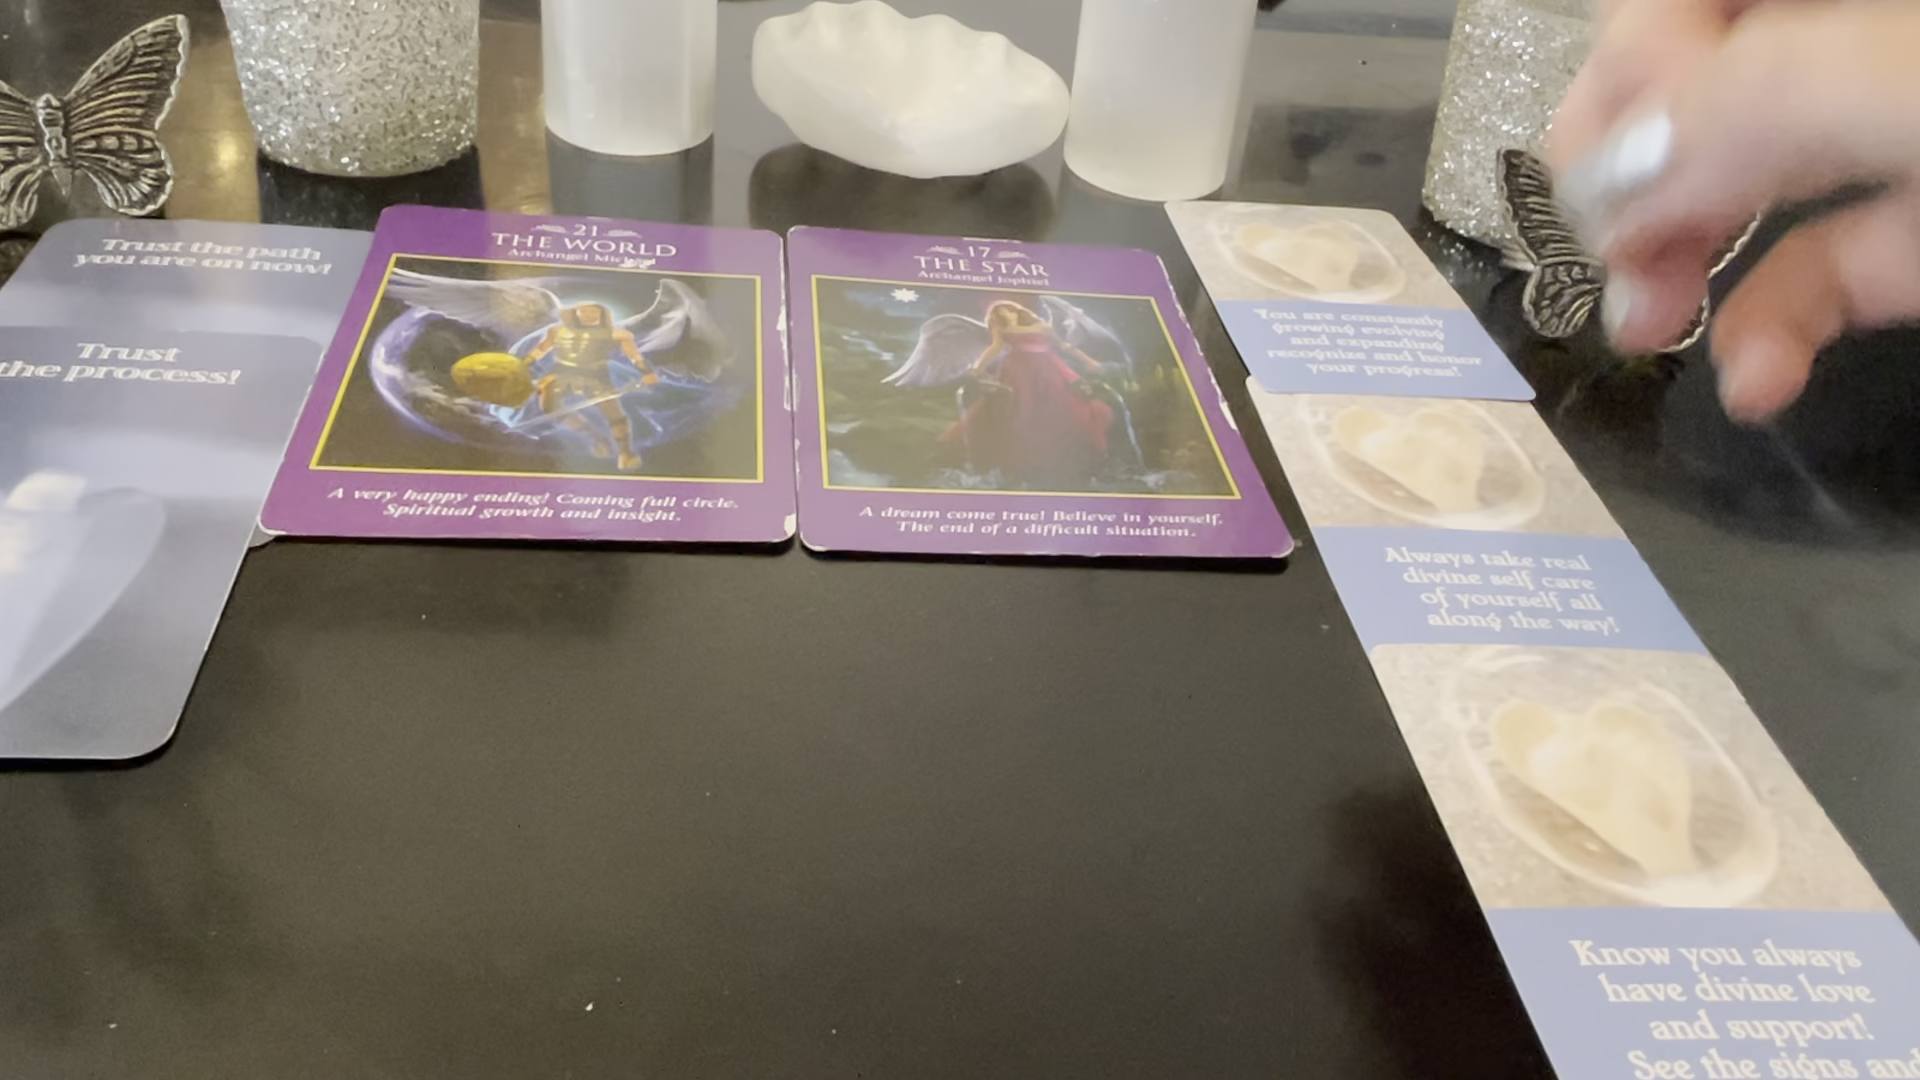 Trust the path
you are on now!
Trust
the process!
21
THE WORLD
Archangel Michael
A very happy ending! Coming full circle.
Spiritual growth and insight.
17
THE STAR
Archangel Jophiel
A dream come true! Believe in yourself.
The end of a difficult situation.
You are constantly
growing evolving
and expanding
recognize and honor
your progress!
Always take real
divine self care
of yourself all
along the way!
Know you always
have divine love
and support!
See the signs and